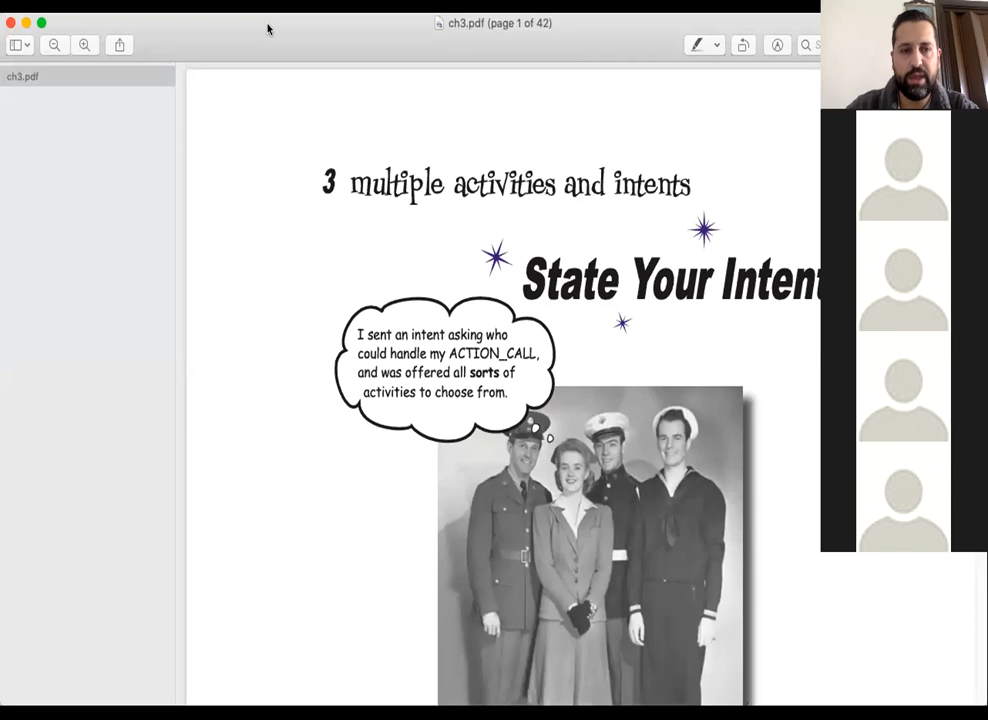 ch3.pdf (page 1 of 42)
ch3.pdf
3 multiple activities and intents
State Your Intent
I sent an intent asking who
could handle my ACTION_CALL,
and was offered all sorts of
activities to choose from.